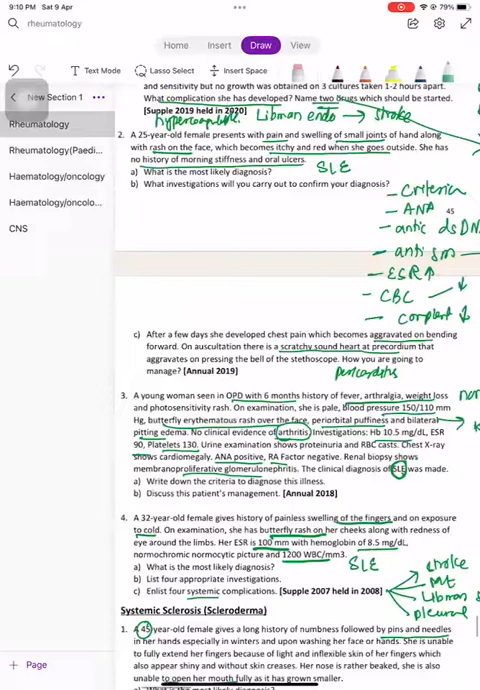 9:10 PM Sat 9 Apr
79%
rheumatology
Home Insert Draw View
Text Mode Lasso Select Insert Space
New Section 1
Rheumatology
Rheumatology(Paedi...
Haematology/oncology
Haematology/oncolo...
CNS
Page
and sensitivity but no growth was obtained on 3 cultures taken 1-2 hours apart.
What complication she has developed? Name two drugs which should be started.
[Supple 2019 held in 2020]
Libman endo → stroke
2. A 25-year-old female presents with pain and swelling of small joints of hand along
with rash on the face, which becomes itchy and red when she goes outside. She has
no history of morning stiffness and oral ulcers.
SLE
a) What is the most likely diagnosis?
b) What investigations will you carry out to confirm your diagnosis?
- Criterion
- ANA
45
- anti dsDN
- anti sm -
- ESR ↑
- CBC
c) After a few days she developed chest pain which becomes aggravated on bending
forward. On auscultation there is a scratchy sound heart at precordium that
aggravates on pressing the bell of the stethoscope. How you are going to
manage? [Annual 2019]
pericarditis
3. A young woman seen in OPD with 6 months history of fever, arthralgia, weight loss
and photosensitivity rash. On examination, she is pale, blood pressure 150/110 mm
Hg, butterfly erythematous rash over the face, periorbital puffiness and bilateral
pitting edema. No clinical evidence of arthritis. Investigations: Hb 10.5 mg/dL, ESR
90, Platelets 130. Urine examination shows proteinuria and RBC casts. Chest X-ray
shows cardiomegaly. ANA positive, RA Factor negative. Renal biopsy shows
membranoproliferative glomerulonephritis. The clinical diagnosis of SLE was made.
a) Write down the criteria to diagnose this illness.
b) Discuss this patient's management. [Annual 2018]
4. A 32-year-old female gives history of painless swelling of the fingers and on exposure
to cold. On examination, she has butterfly rash on her cheeks along with redness of
eye around the limbs. Her ESR is 100 mm with hemoglobin of 8.5 mg/dL,
normochromic normocytic picture and 1200 WBC/mm3.
SLE
a) What is the most likely diagnosis?
b) List four appropriate investigations.
c) Enlist four systemic complications. [Supple 2007 held in 2008]
stroke
MI
Libman S
pleural
Systemic Sclerosis (Scleroderma)
1. A 45-year-old female gives a long history of numbness followed by pins and needles
in her hands especially in winters and upon washing her face or hands. She is unable
to fully extend her fingers because of light and inflexible skin of her fingers which
also appear shiny and without skin creases. Her nose is rather beaked, she is also
unable to open her mouth fully as it has grown smaller.
a) What is the most likely diagnosis?